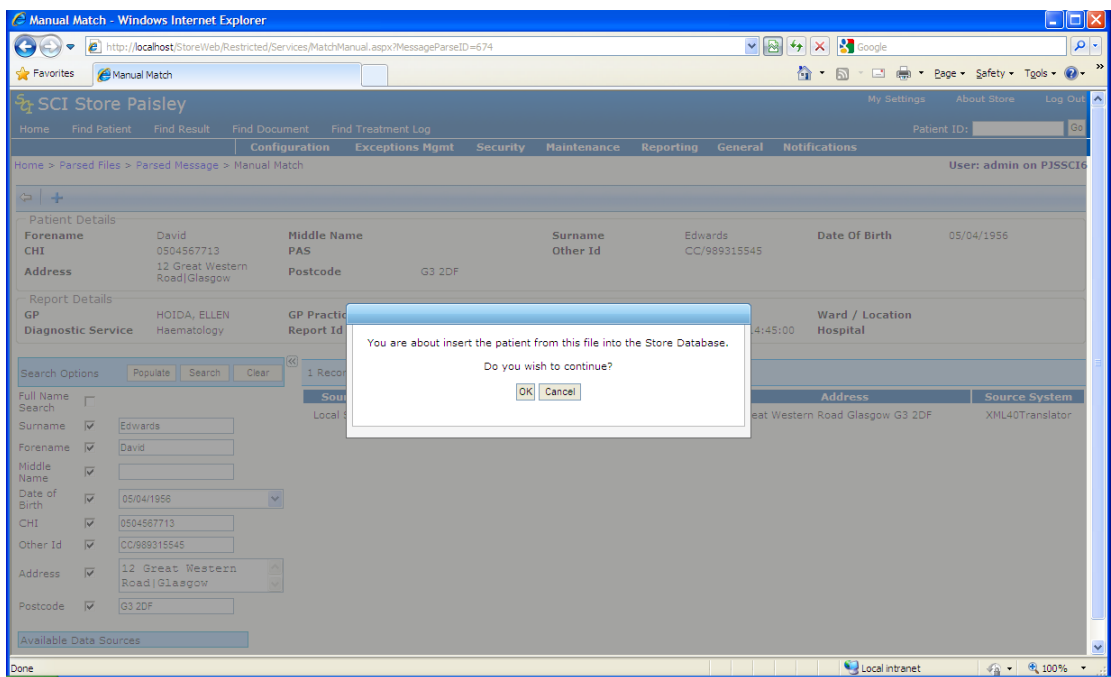 Manual Match - Windows Internet Explorer
http://localhost/StoreWeb/Restricted/Services/MatchManual.aspx?MessageParseID=674
Google
Favorites Manual Match Page Safety Tools
SCI Store Paisley My Settings About Store Log Out
Home Find Patient Find Result Find Document Find Treatment Log Patient ID: Go
Configuration Exceptions Mgmt Security Maintenance Reporting General Notifications
Home > Parsed Files > Parsed Message > Manual Match User: admin on PJSSCI6
Patient Details
Forename David Middle Name Surname Edwards Date Of Birth 05/04/1956
CHI 0504567713 PAS Other Id CC/989315545
Address 12 Great Western Road|Glasgow Postcode G3 2DF
Report Details
GP HOIDA, ELLEN GP Practic Ward / Location
Diagnostic Service Haematology Report Id 4:45:00 Hospital
You are about insert the patient from this file into the Store Database.
Do you wish to continue?
OK Cancel
Search Options Populate Search Clear 1 Recor
Sour Address Source System
Local S eat Western Road Glasgow G3 2DF XML40Translator
Full Name Search
Surname Edwards
Forename David
Middle Name
Date of Birth 05/04/1956
CHI 0504567713
Other Id CC/989315545
Address 12 Great Western
Road|Glasgow
Postcode G3 2DF
Available Data Sources
Done Local intranet 100%